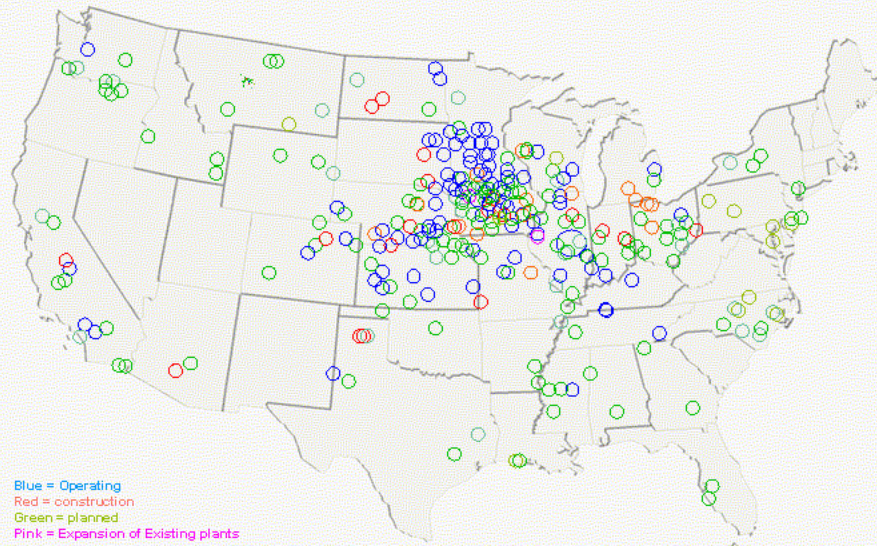 Blue = Operating
Red = construction
Green = planned
Pink = Expansion of Existing plants